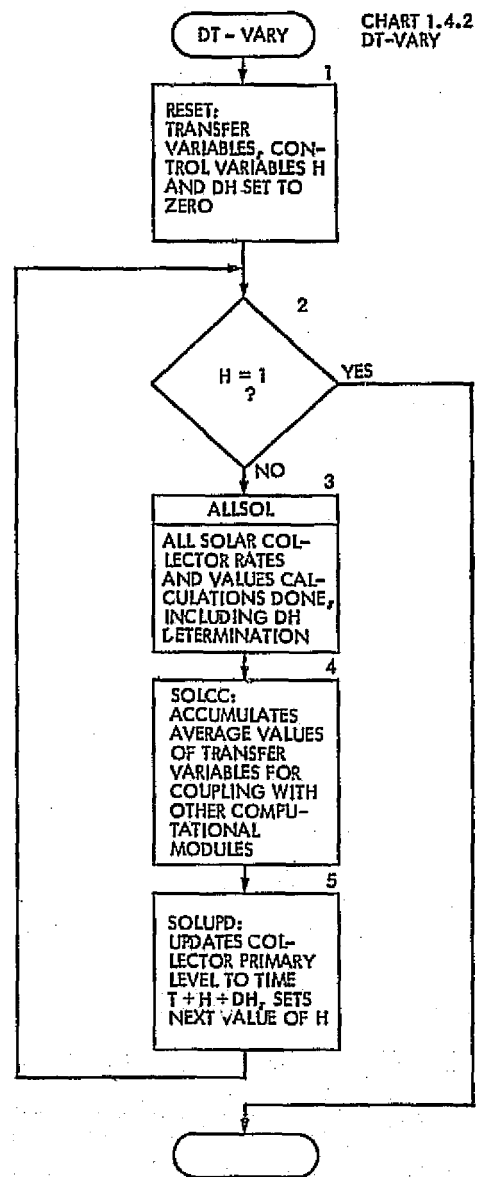 CHART 1.4.2
DT-VARY
DT - VARY
1
RESET:
TRANSFER
VARIABLES, CON-
TROL VARIABLES H
AND DH SET TO
ZERO
2
H = 1
?
YES
NO
3
ALLSOL
ALL SOLAR COL-
LECTOR RATES
AND VALUES CAL-
CULATIONS DONE,
INCLUDING DH
DETERMINATION
4
SOLCC:
ACCUMULATES
AVERAGE VALUES
OF TRANSFER
VARIABLES FOR
COUPLING WITH
OTHER COMPU-
TATIONAL
MODULES
5
SOLUPD:
UPDATES COL-
LECTOR PRIMARY
LEVEL TO TIME
T + H + DH, SETS
NEXT VALUE OF H